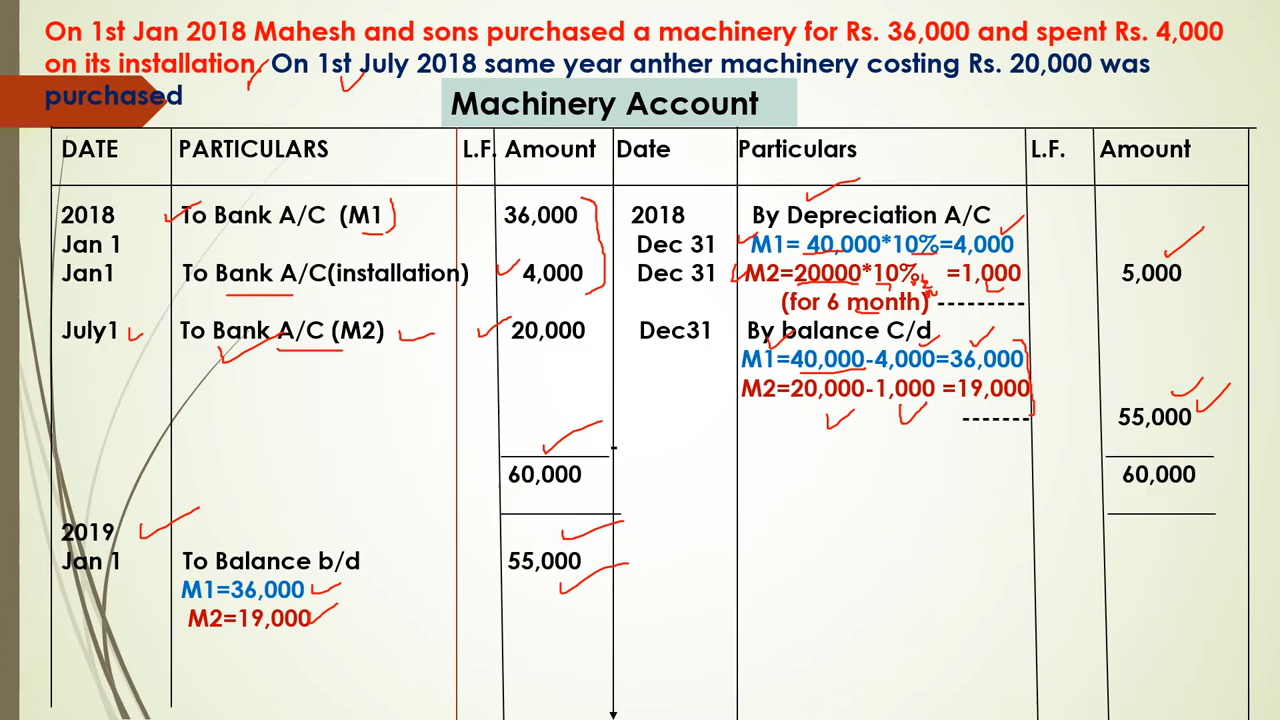 On 1st Jan 2018 Mahesh and sons purchased a machinery for Rs. 36,000 and spent Rs. 4,000
on its installation. On 1st July 2018 same year anther machinery costing Rs. 20,000 was
purchased
Machinery Account
DATE PARTICULARS L.F. Amount Date Particulars L.F. Amount
2018 To Bank A/C (M1) 36,000 2018 By Depreciation A/C
Jan 1 Dec 31 M1= 40,000*10%=4,000
Jan1 To Bank A/C(installation) 4,000 Dec 31 M2=20000*10% =1,000 5,000
(for 6 month) ---------
July1 To Bank A/C (M2) 20,000 Dec31 By balance C/d
M1=40,000-4,000=36,000
M2=20,000-1,000 =19,000
------- 55,000
60,000 60,000
2019
Jan 1 To Balance b/d 55,000
M1=36,000
M2=19,000